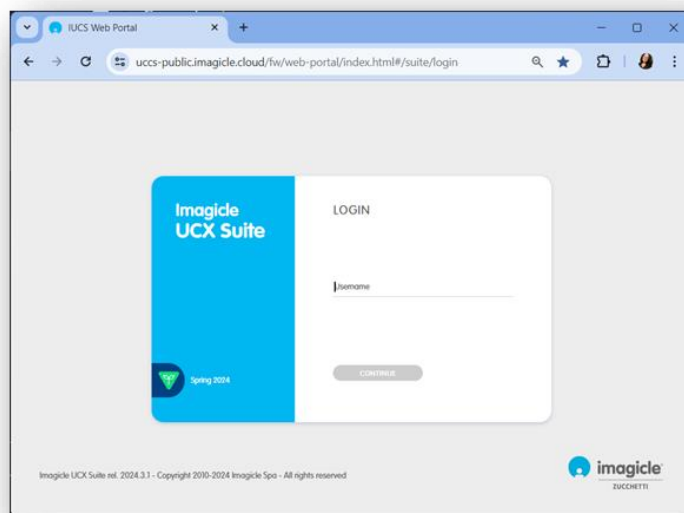 IUCS Web Portal
uccs-public.imagicle.cloud/fw/web-portal/index.html#/suite/login
Imagicle
UCX Suite
LOGIN
Username
CONTINUE
Spring 2024
Imagicle UCX Suite rel. 2024.3.1 - Copyright 2010-2024 Imagicle Spa - All rights reserved
imagicle
ZUCCHETTI